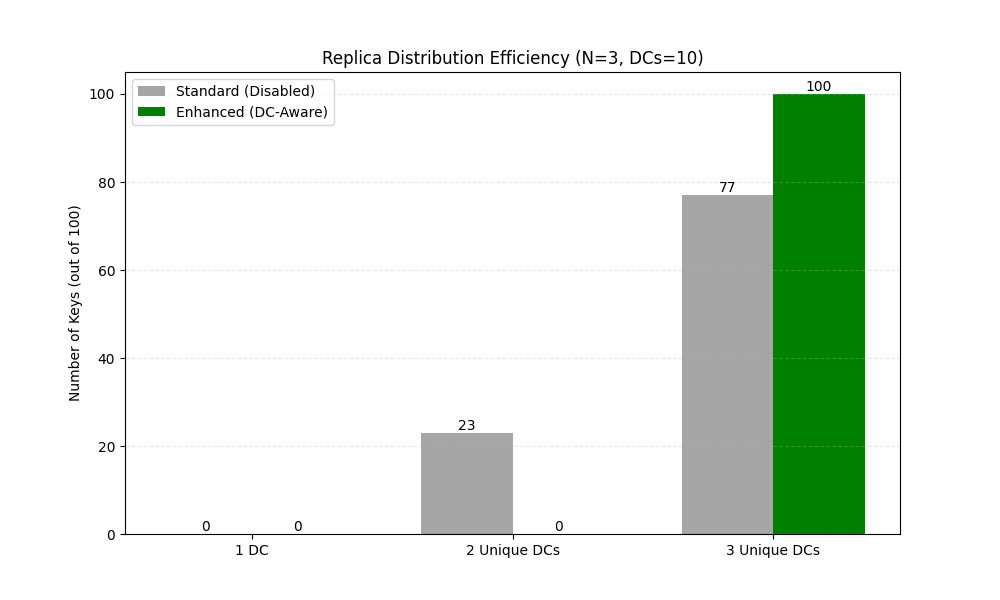 Replica Distribution Efficiency (N=3, DCs=10)
Standard (Disabled)
Enhanced (DC-Aware)
Number of Keys (out of 100)
100
80
60
40
20
0
0
0
23
0
77
100
1 DC
2 Unique DCs
3 Unique DCs